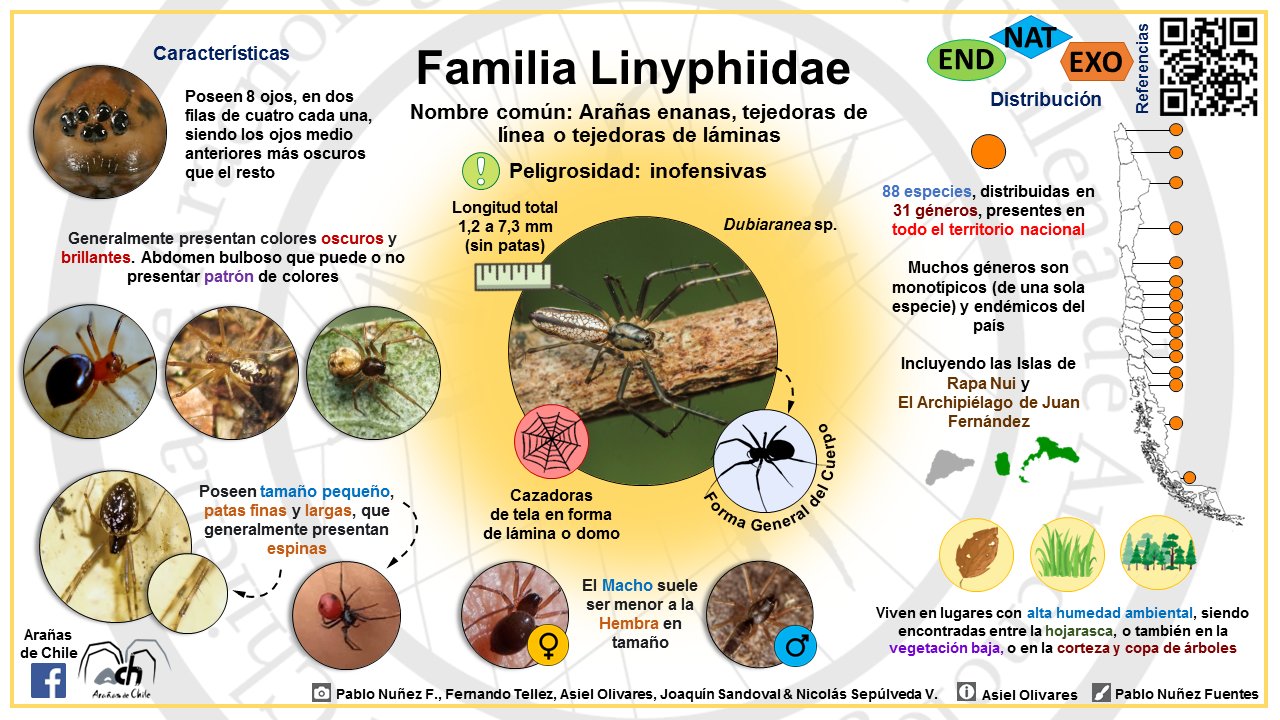 Características
Poseen 8 ojos, en dos
filas de cuatro cada una,
siendo los ojos medio
anteriores más oscuros
que el resto
Generalmente presentan colores oscuros y
brillantes. Abdomen bulboso que puede o no
presentar patrón de colores
Poseen tamaño pequeño,
patas finas y largas, que
generalmente presentan
espinas
Arañas
de Chile
Arañas de Chile
Familia Linyphiidae
Nombre común: Arañas enanas, tejedoras de
línea o tejedoras de láminas
Peligrosidad: inofensivas
Longitud total
1,2 a 7,3 mm
(sin patas)
Dubiaranea sp.
Forma General del Cuerpo
Cazadoras
de tela en forma
de lámina o domo
El Macho suele
ser menor a la
Hembra en
tamaño
END
NAT
EXO
Referencias
Distribución
88 especies, distribuidas en
31 géneros, presentes en
todo el territorio nacional
Muchos géneros son
monotípicos (de una sola
especie) y endémicos del
país
Incluyendo las Islas de
Rapa Nui y
El Archipiélago de Juan
Fernández
Viven en lugares con alta humedad ambiental, siendo
encontradas entre la hojarasca, o también en la
vegetación baja, o en la corteza y copa de árboles
Pablo Nuñez F., Fernando Tellez, Asiel Olivares, Joaquín Sandoval & Nicolás Sepúlveda V.
Asiel Olivares
Pablo Nuñez Fuentes